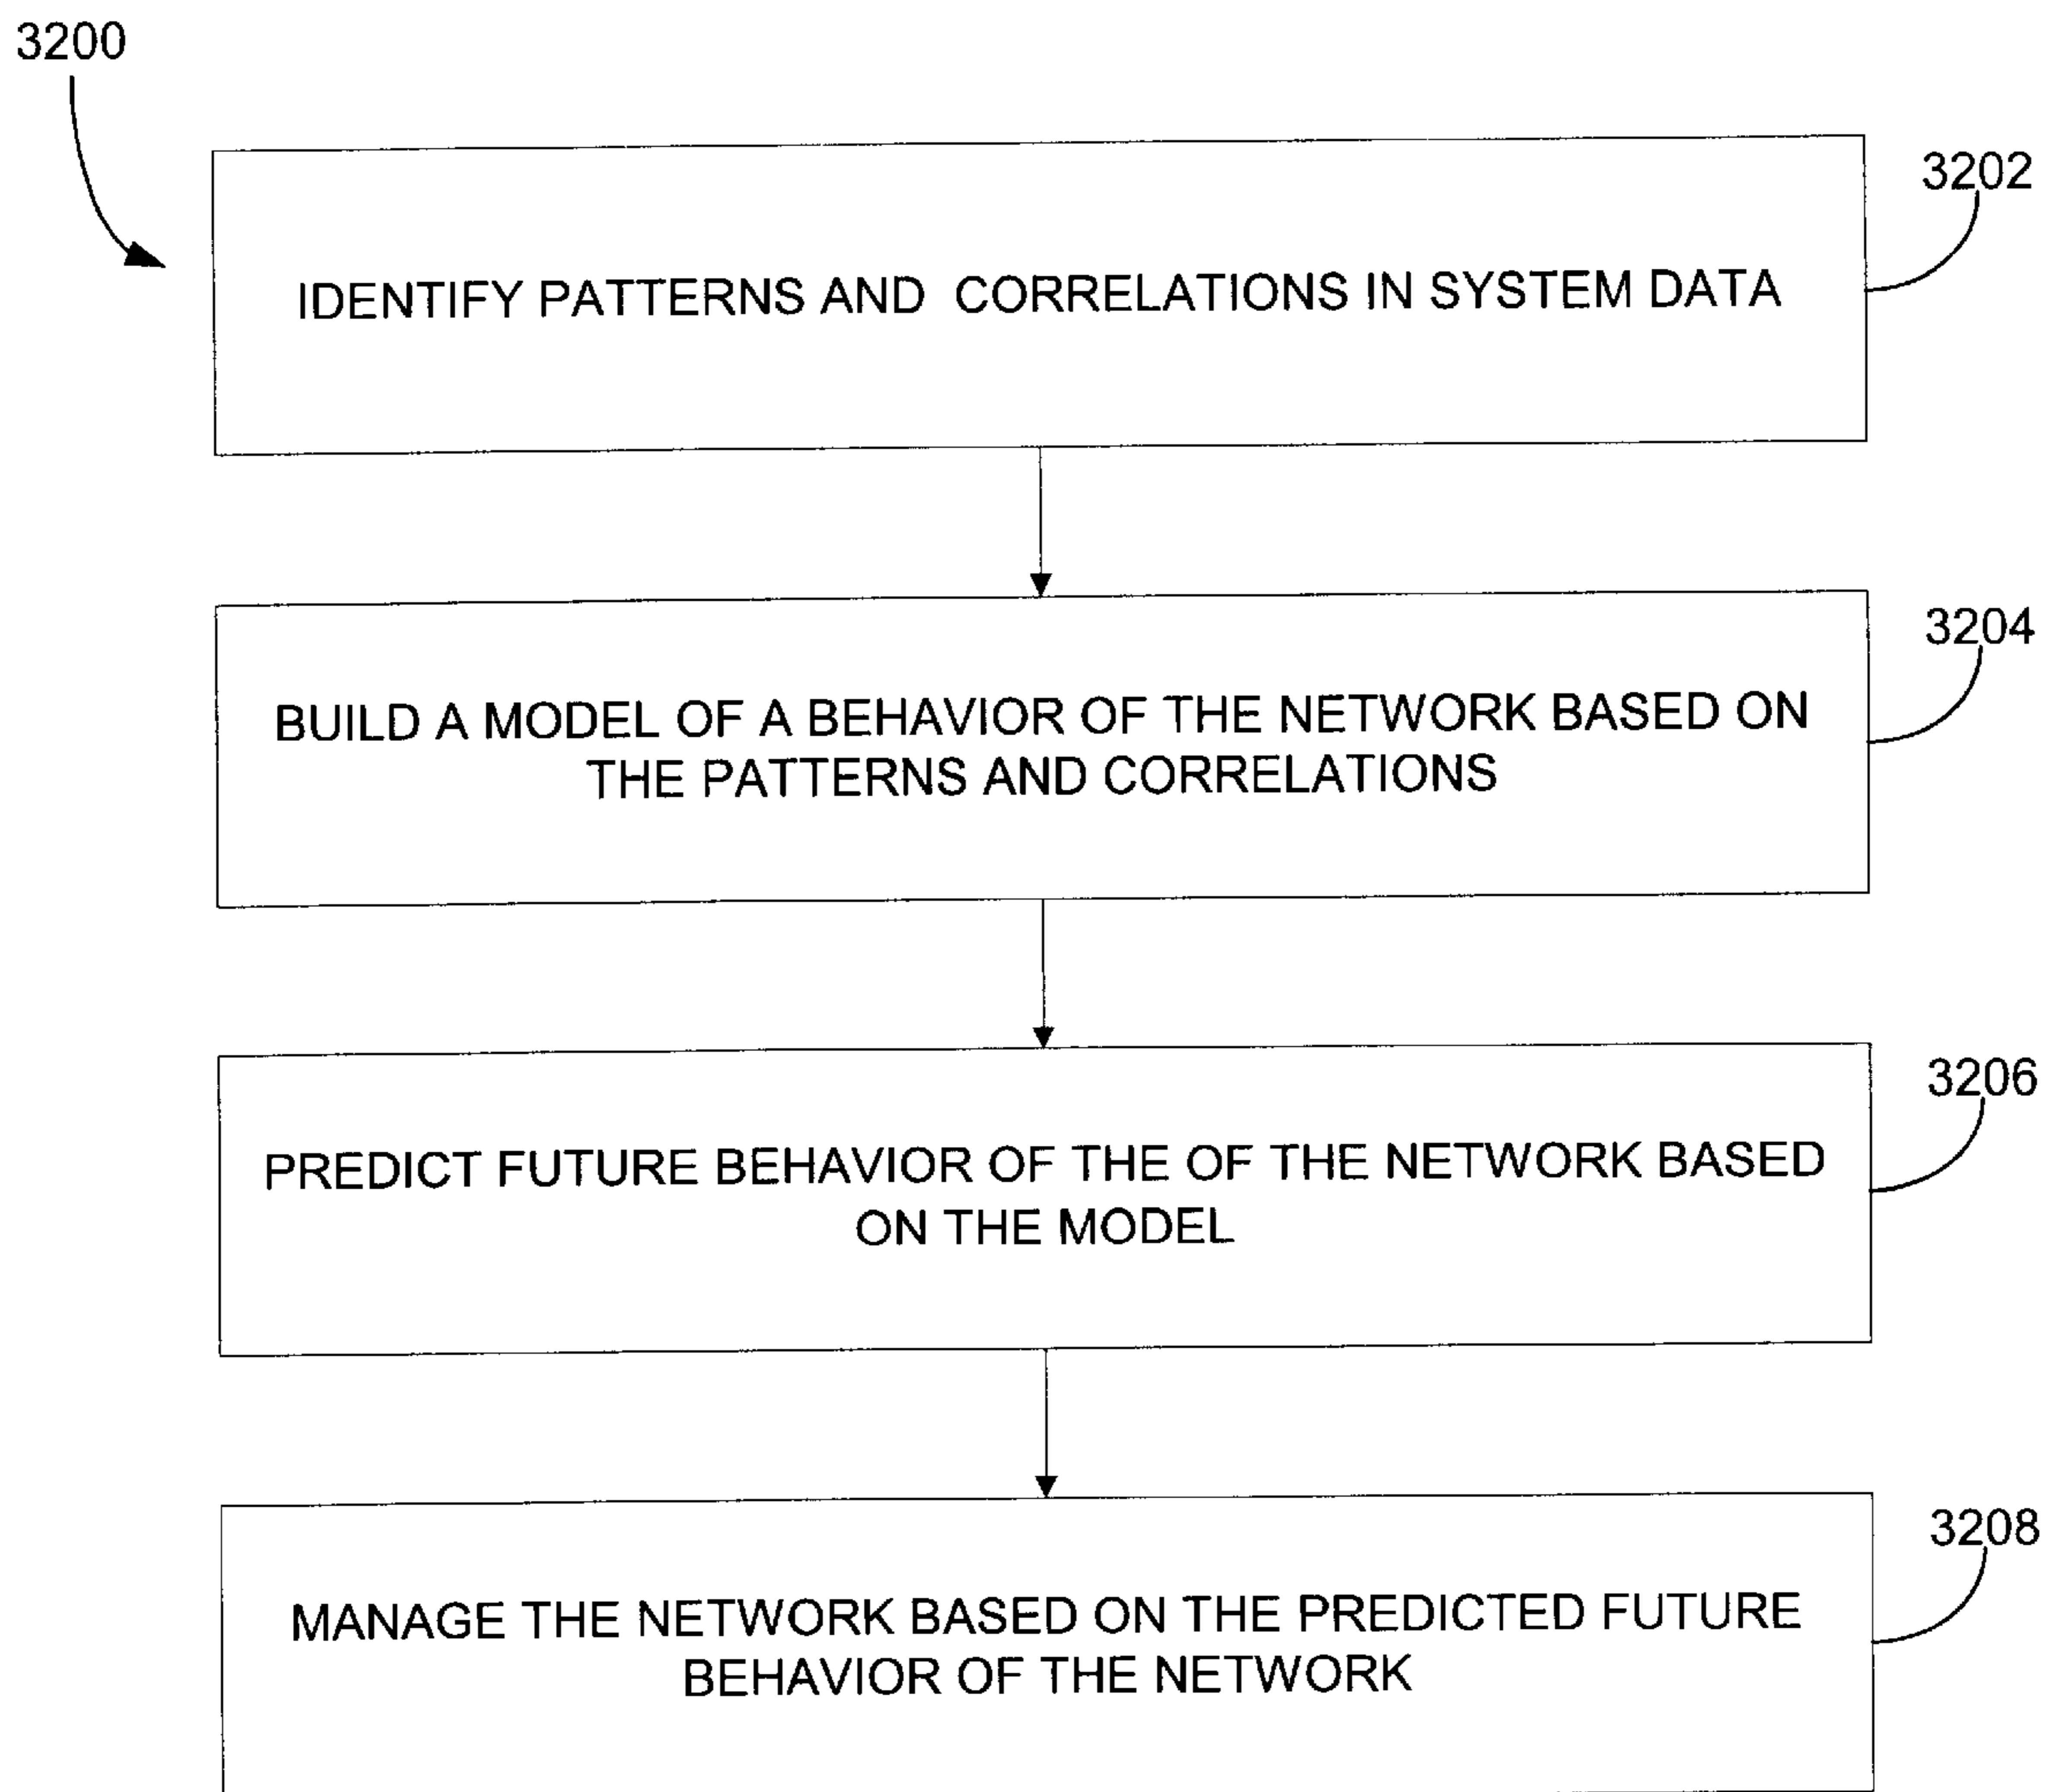 3200
3202
IDENTIFY PATTERNS AND CORRELATIONS IN SYSTEM DATA
3204
BUILD A MODEL OF A BEHAVIOR OF THE NETWORK BASED ON
THE PATTERNS AND CORRELATIONS
3206
PREDICT FUTURE BEHAVIOR OF THE OF THE NETWORK BASED
ON THE MODEL
3208
MANAGE THE NETWORK BASED ON THE PREDICTED FUTURE
BEHAVIOR OF THE NETWORK